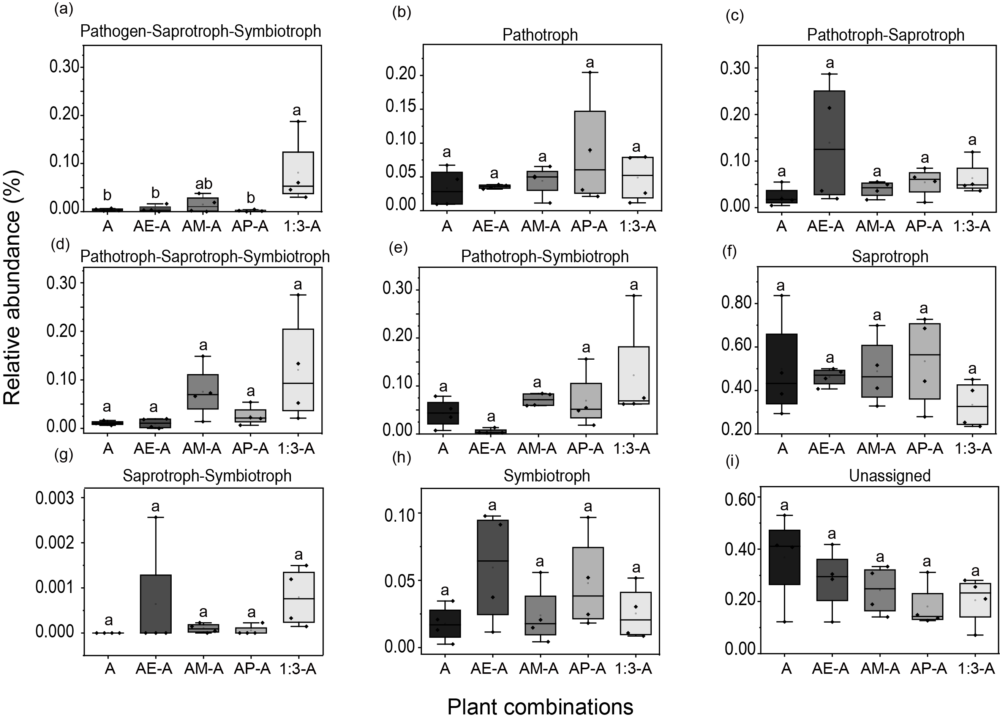 (a)
Pathogen-Saprotroph-Symbiotroph
0.30
0.20
0.10
0.00
b
b
ab
b
a
A AE-A AM-A AP-A 1:3-A
(b)
Pathotroph
0.20
0.15
0.10
0.05
0.00
a
a
a
a
a
A AE-A AM-A AP-A 1:3-A
(c)
Pathotroph-Saprotroph
0.30
0.20
0.10
0.00
a
a
a
a
a
A AE-A AM-A AP-A 1:3-A
Relative abundance (%)
(d)
Pathotroph-Saprotroph-Symbiotroph
0.30
0.20
0.10
0.00
a
a
a
a
a
A AE-A AM-A AP-A 1:3-A
(e)
Pathotroph-Symbiotroph
0.30
0.20
0.10
0.00
a
a
a
a
a
A AE-A AM-A AP-A 1:3-A
(f)
Saprotroph
0.80
0.60
0.40
0.20
a
a
a
a
a
A AE-A AM-A AP-A 1:3-A
(g)
Saprotroph-Symbiotroph
0.003
0.002
0.001
0.000
a
a
a
a
a
A AE-A AM-A AP-A 1:3-A
(h)
Symbiotroph
0.10
0.05
0.00
a
a
a
a
a
A AE-A AM-A AP-A 1:3-A
(i)
Unassigned
0.60
0.40
0.20
0.00
a
a
a
a
a
A AE-A AM-A AP-A 1:3-A
Plant combinations